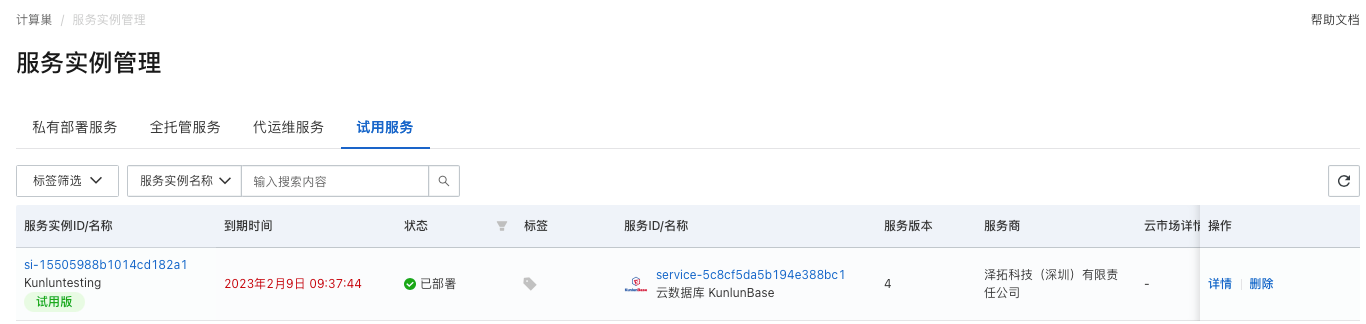 计算巢 / 服务实例管理 帮助文档
服务实例管理
私有部署服务 全托管服务 代运维服务 试用服务
标签筛选 服务实例名称 输入搜索内容
服务实例ID/名称 到期时间 状态 标签 服务ID/名称 服务版本 服务商 云市场详情 操作
si-15505988b1014cd182a1
Kunluntesting
试用版
2023年2月9日 09:37:44
已部署
KunlunBase
service-5c8cf5da5b194e388bc1
云数据库 KunlunBase
4
泽拓科技（深圳）有限责
任公司
-
详情 删除